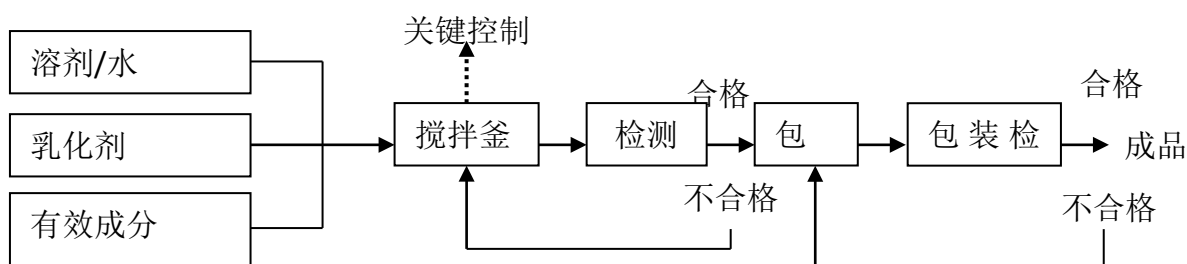 关键控制
溶剂/水
合格
合格
乳化剂
搅拌釜
检测
包
包 装 检
成品
不合格
不合格
有效成分